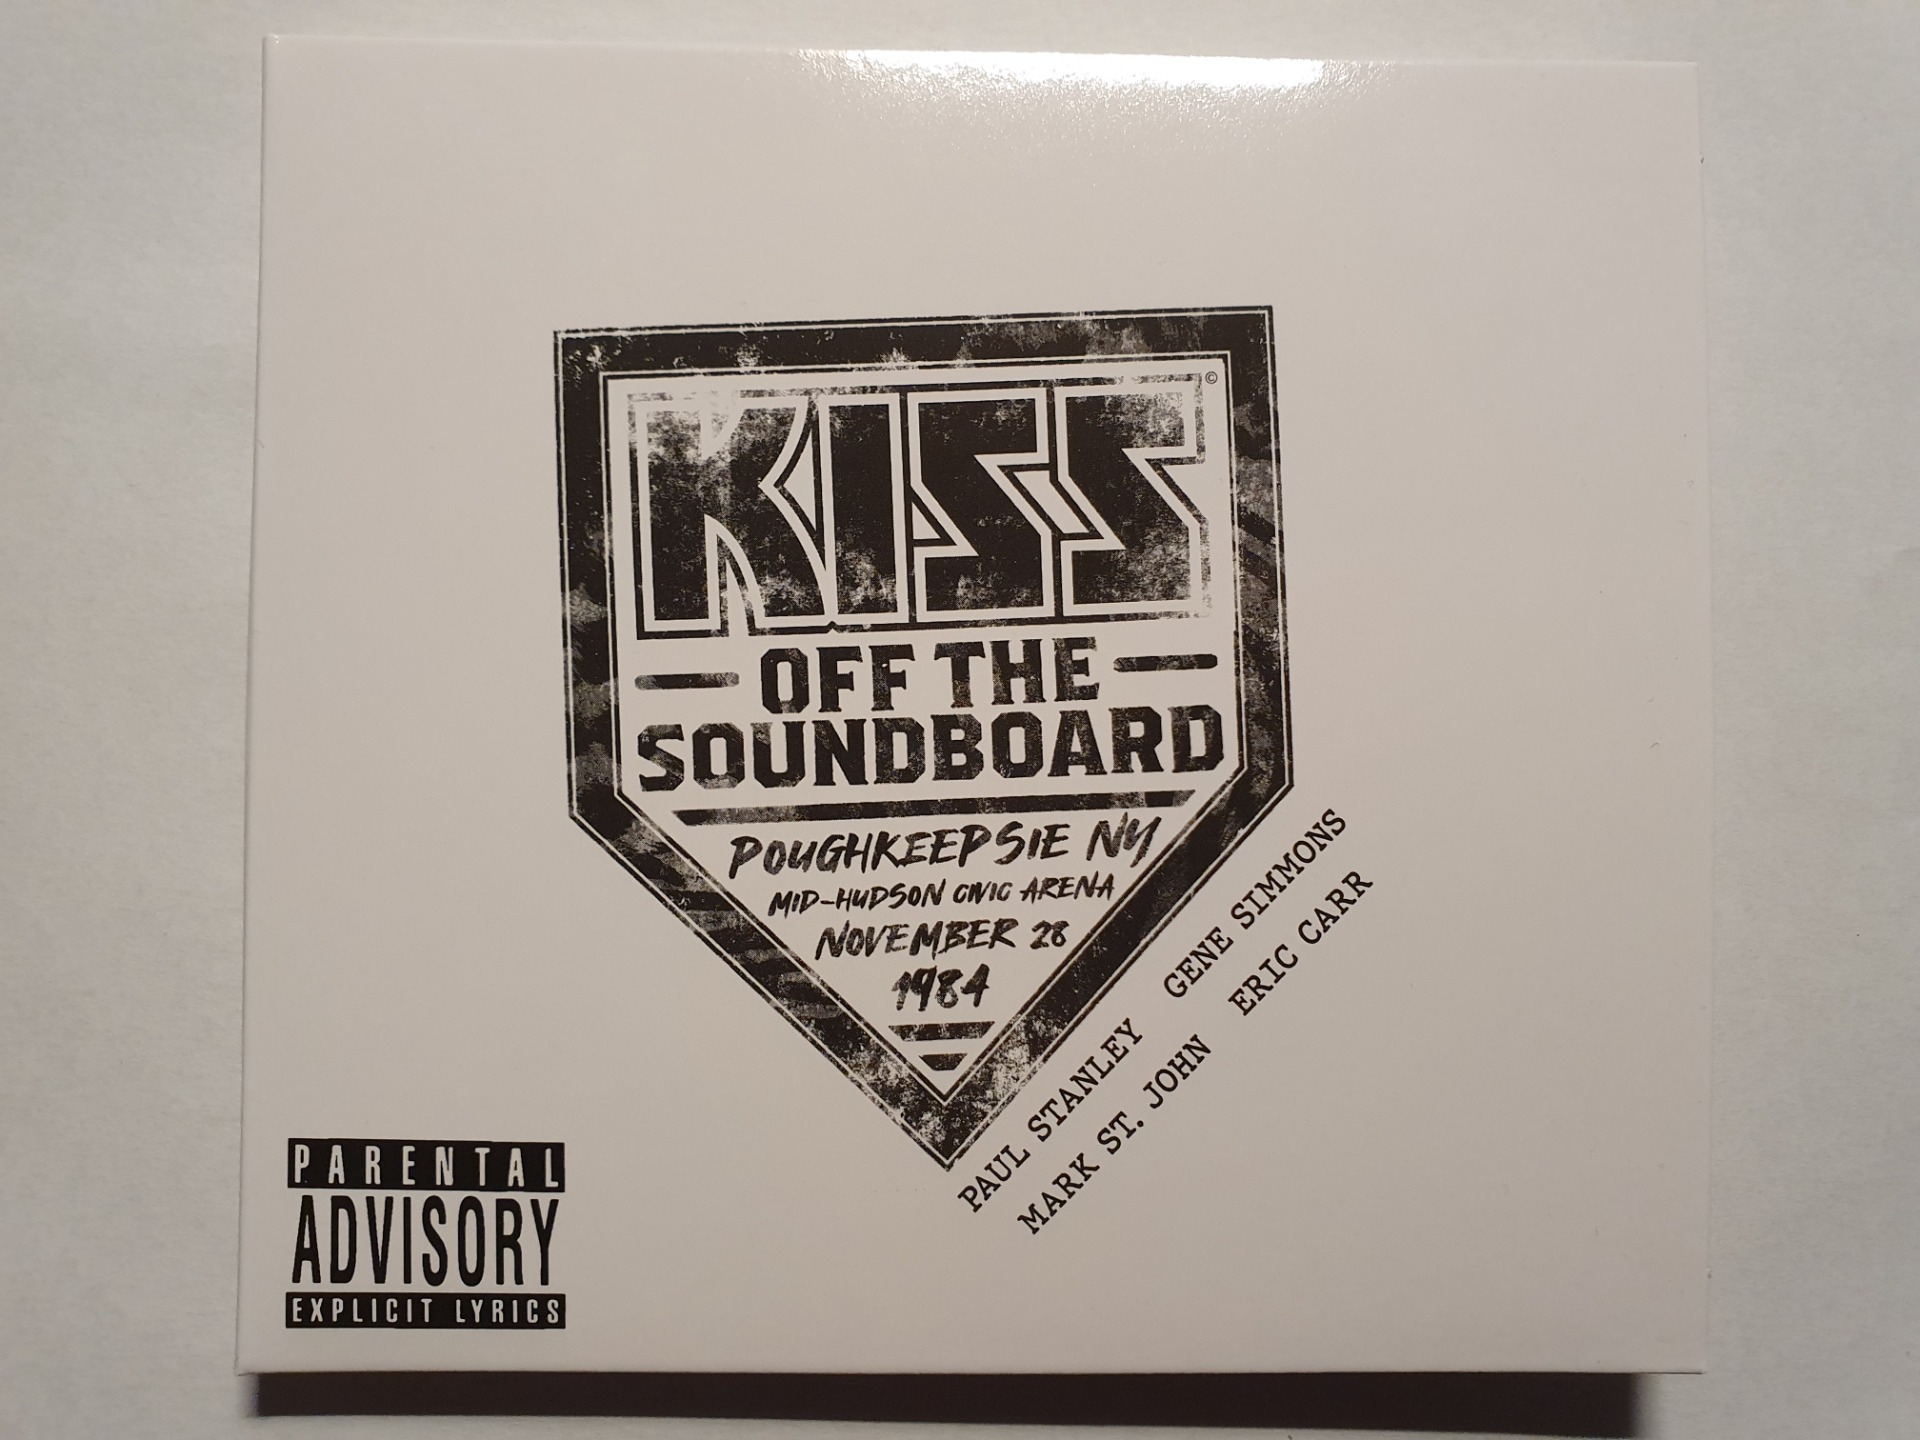 KISS ©
OFF THE
SOUNDBOARD
POUGHKEEPSIE NY
MID-HUDSON CIVIC ARENA
NOVEMBER 28
1984
PAUL STANLEY GENE SIMMONS
MARK ST. JOHN ERIC CARR
PARENTAL
ADVISORY
EXPLICIT LYRICS